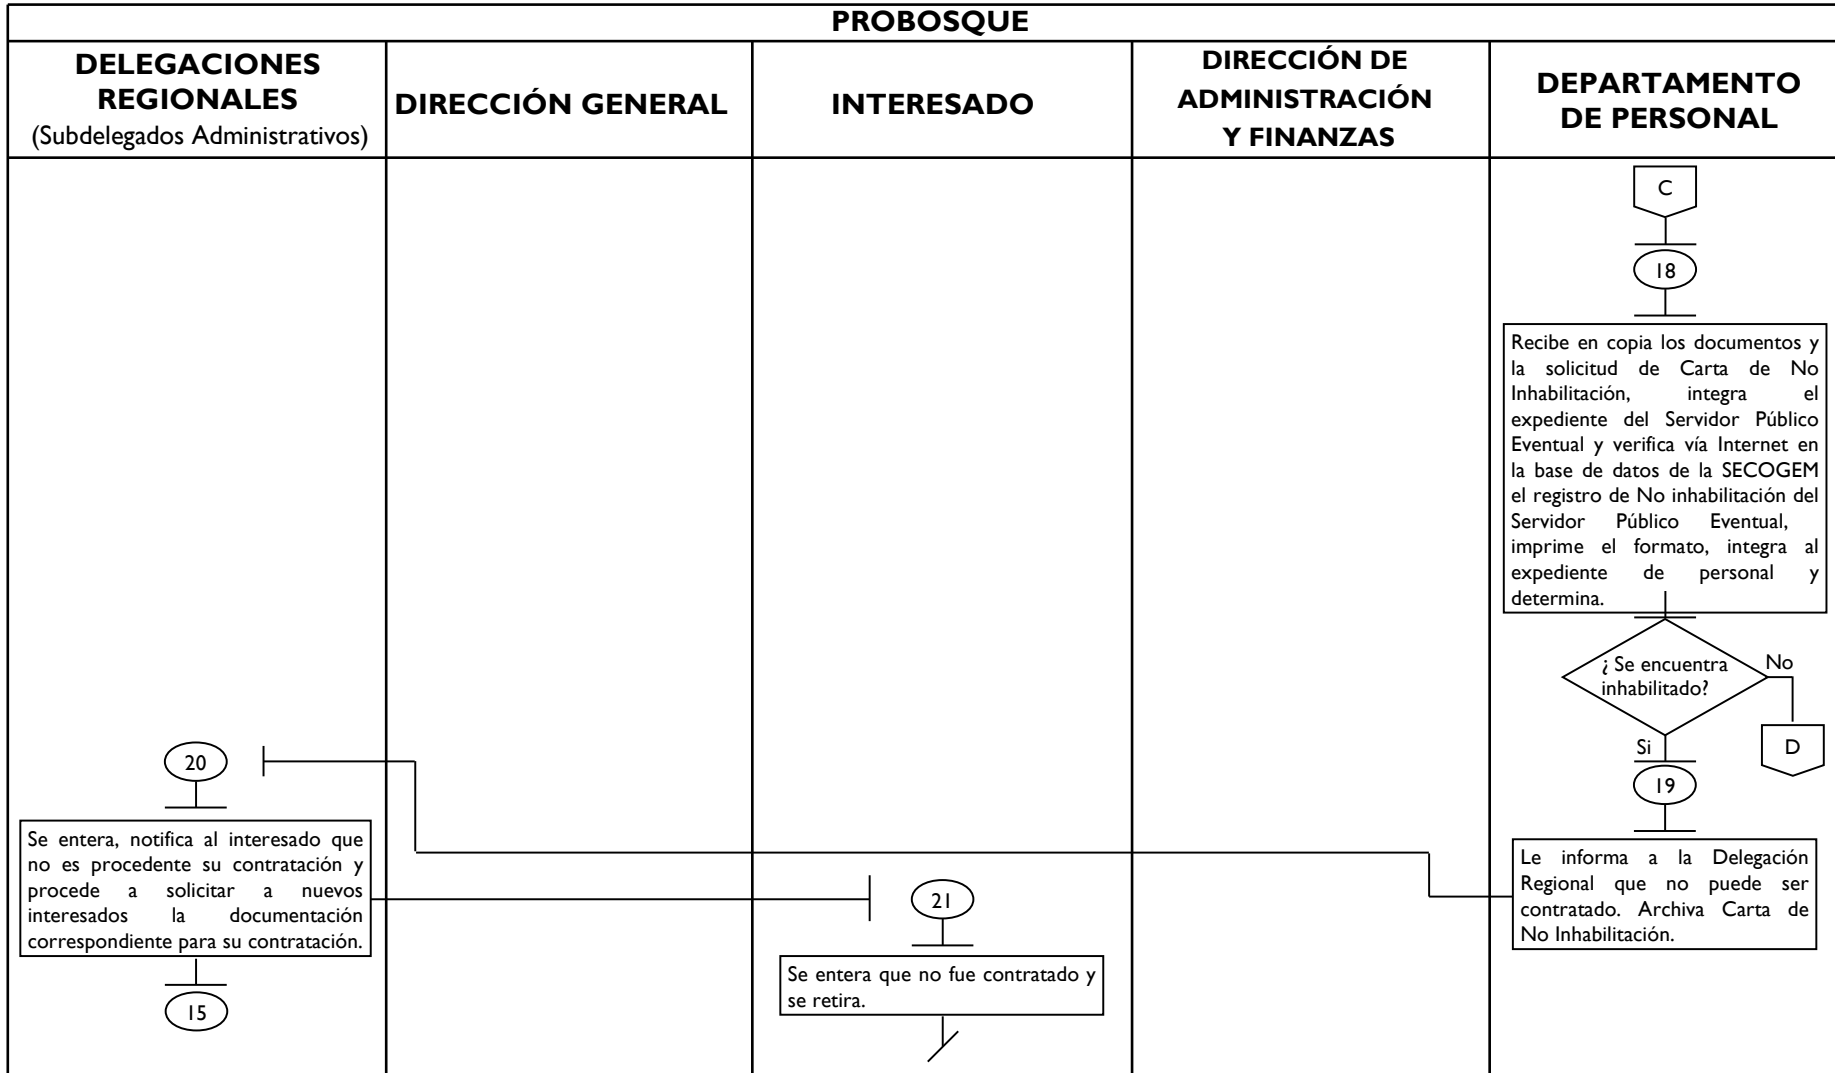 PROBOSQUE
DELEGACIONES
REGIONALES
(Subdelegados Administrativos)
DIRECCIÓN GENERAL
INTERESADO
DIRECCIÓN DE
ADMINISTRACIÓN
Y FINANZAS
DEPARTAMENTO
DE PERSONAL
C
18
Recibe en copia los documentos y
la solicitud de Carta de No
Inhabilitación, integra el
expediente del Servidor Público
Eventual y verifica vía Internet en
la base de datos de la SECOGEM
el registro de No inhabilitación del
Servidor Público Eventual,
imprime el formato, integra al
expediente de personal y
determina.
¿ Se encuentra
inhabilitado?
No
D
Si
19
Le informa a la Delegación
Regional que no puede ser
contratado. Archiva Carta de
No Inhabilitación.
20
Se entera, notifica al interesado que
no es procedente su contratación y
procede a solicitar a nuevos
interesados la documentación
correspondiente para su contratación.
15
21
Se entera que no fue contratado y
se retira.